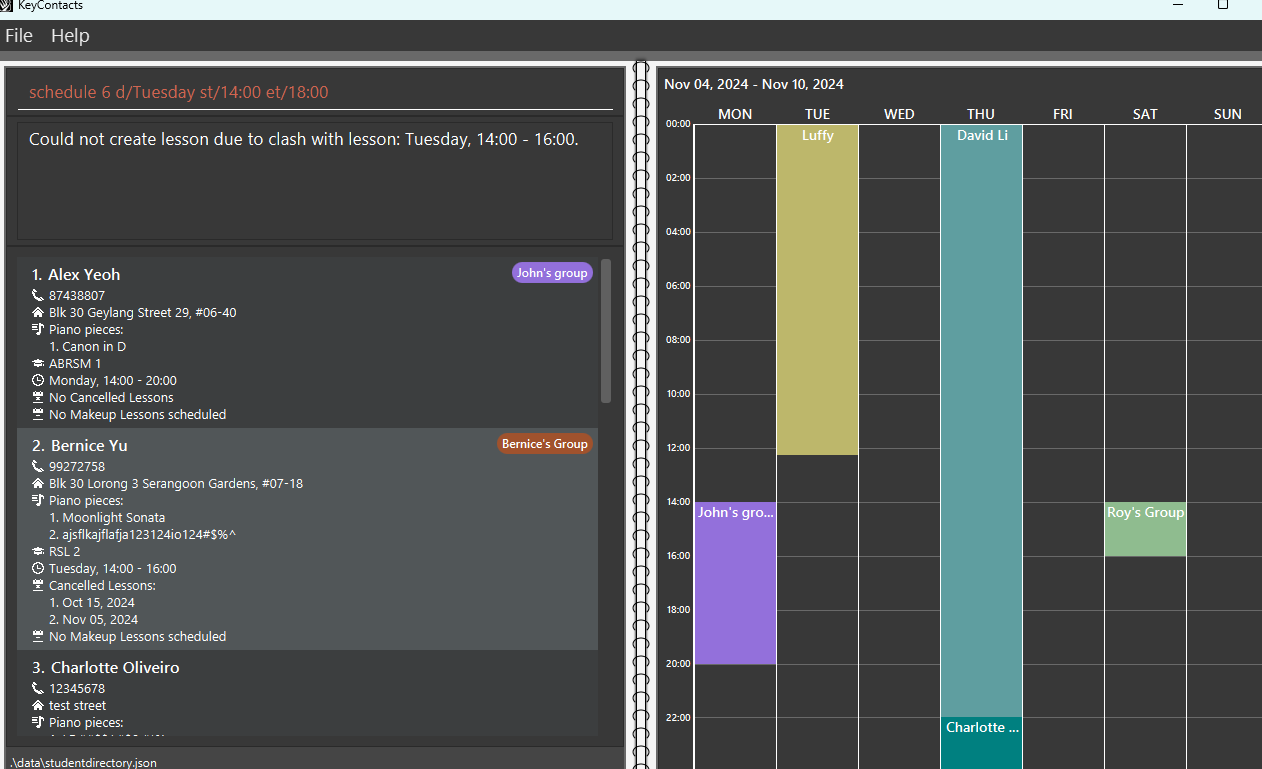 KeyContacts
File Help
schedule 6 d/Tuesday st/14:00 et/18:00
Could not create lesson due to clash with lesson: Tuesday, 14:00 - 16:00.
1. Alex Yeoh
John's group
87438807
Blk 30 Geylang Street 29, #06-40
Piano pieces:
1. Canon in D
ABRSM 1
Monday, 14:00 - 20:00
No Cancelled Lessons
No Makeup Lessons scheduled
2. Bernice Yu
Bernice's Group
99272758
Blk 30 Lorong 3 Serangoon Gardens, #07-18
Piano pieces:
1. Moonlight Sonata
2. ajsflkajflafja123124io124#$%^
RSL 2
Tuesday, 14:00 - 16:00
Cancelled Lessons:
1. Oct 15, 2024
2. Nov 05, 2024
No Makeup Lessons scheduled
3. Charlotte Oliveiro
12345678
test street
Piano pieces:
.\data\studentdirectory.json
Nov 04, 2024 - Nov 10, 2024
MON TUE WED THU FRI SAT SUN
00:00
Luffy
David Li
02:00
04:00
06:00
08:00
10:00
12:00
14:00
John's gro...
Roy's Group
16:00
18:00
20:00
22:00
Charlotte ...